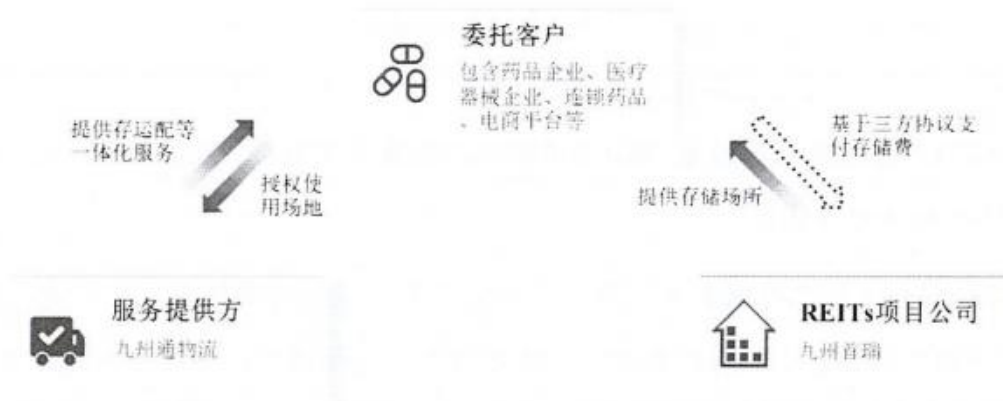 委托客户
包含药品企业、医疗
器械企业、连锁药品
、电商平台等
提供存运配等
一体化服务
授权使
用场地
基于三方协议支
付存储费
提供存储场所
服务提供方
九州通物流
REITs项目公司
九州首瑞